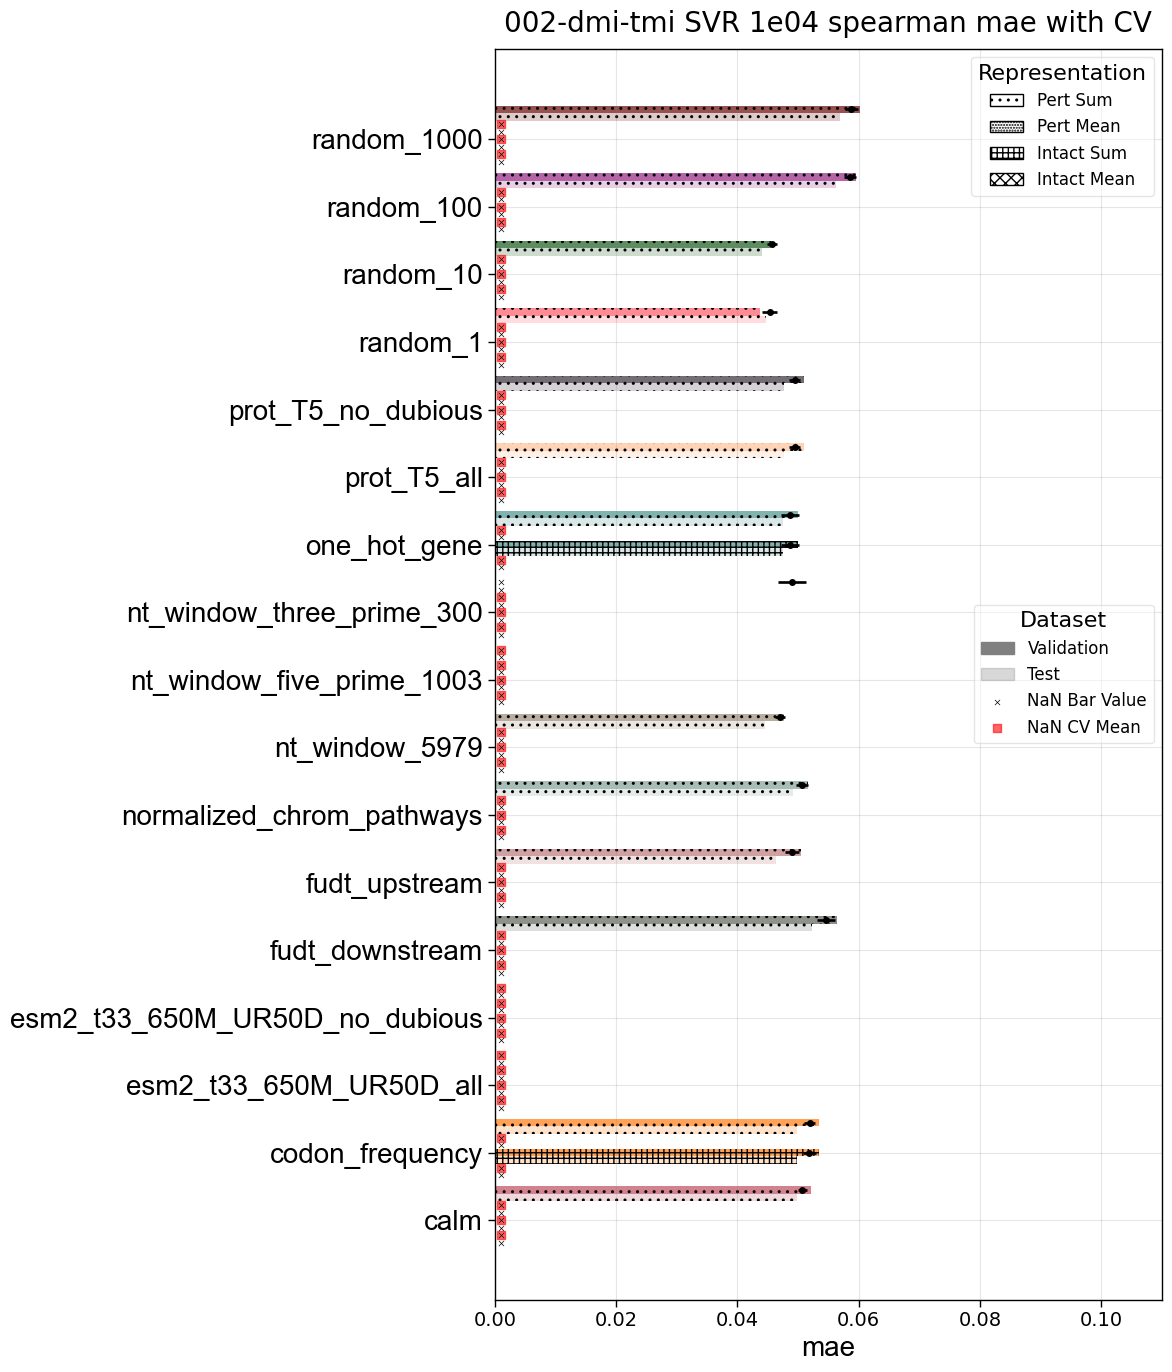 002-dmi-tmi SVR 1e04 spearman mae with CV
Representation
Pert Sum
Pert Mean
Intact Sum
Intact Mean
random_1000
random_100
random_10
random_1
prot_T5_no_dubious
prot_T5_all
one_hot_gene
nt_window_three_prime_300
Dataset
Validation
Test
NaN Bar Value
NaN CV Mean
nt_window_five_prime_1003
nt_window_5979
normalized_chrom_pathways
fudt_upstream
fudt_downstream
esm2_t33_650M_UR50D_no_dubious
esm2_t33_650M_UR50D_all
codon_frequency
calm
0.00 0.02 0.04 0.06 0.08 0.10
mae